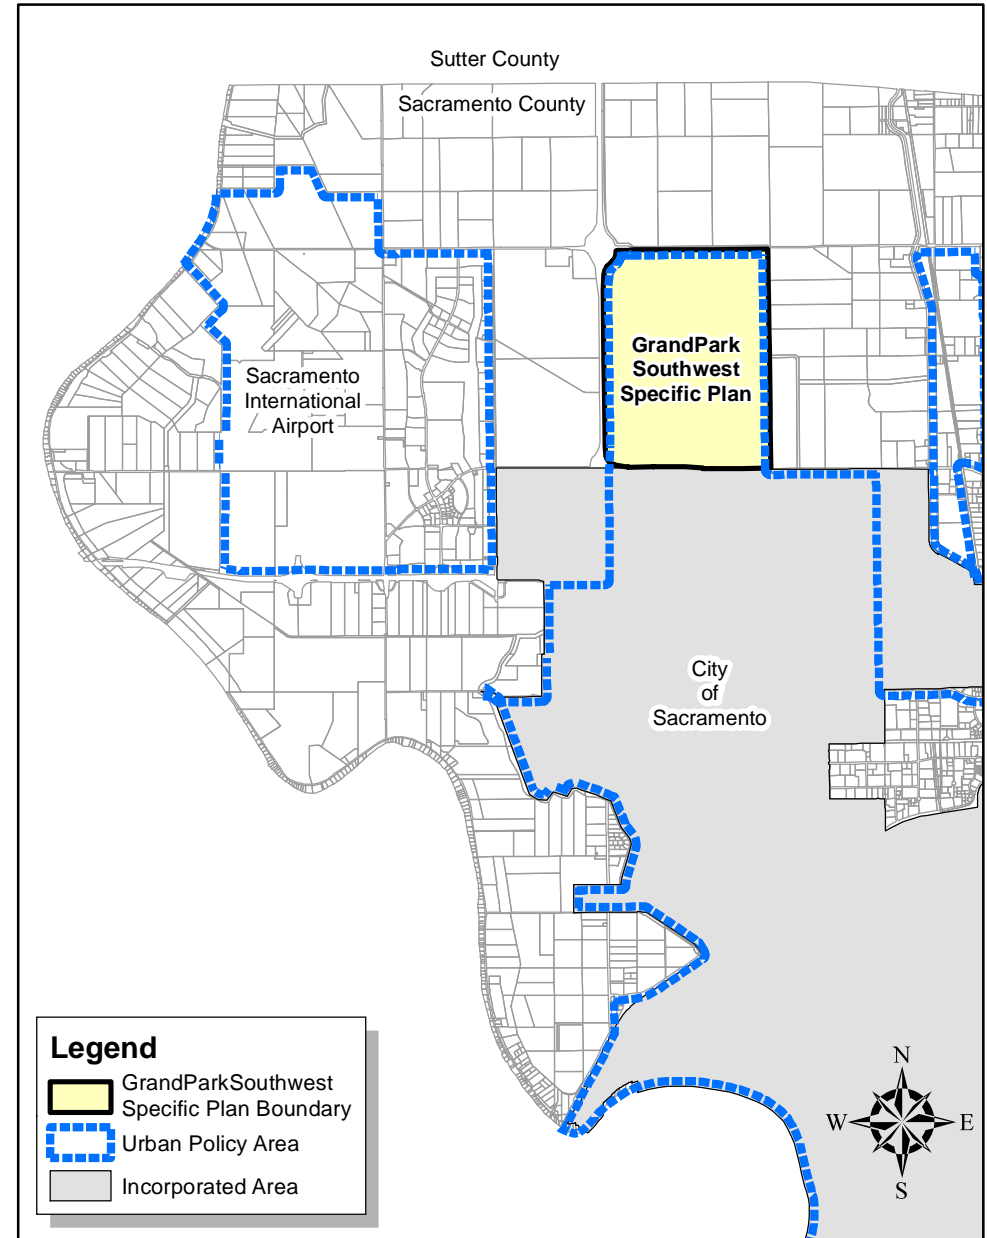 Sutter County
Sacramento County
GrandPark
Southwest
Specific Plan
Sacramento
International
Airport
City
of
Sacramento
Legend
GrandParkSouthwest
Specific Plan Boundary
Urban Policy Area
Incorporated Area
N
W
E
S